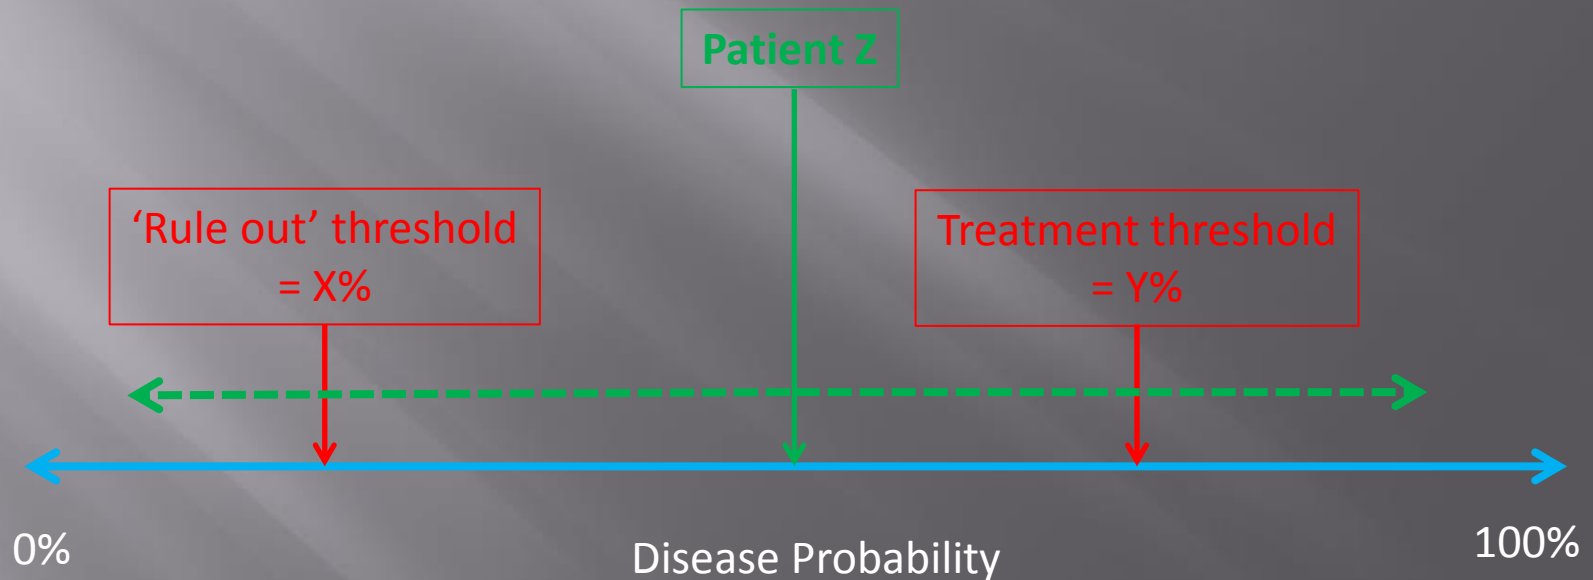 Patient Z
‘Rule out’ threshold
= X%
Treatment threshold
= Y%
0%
Disease Probability
100%